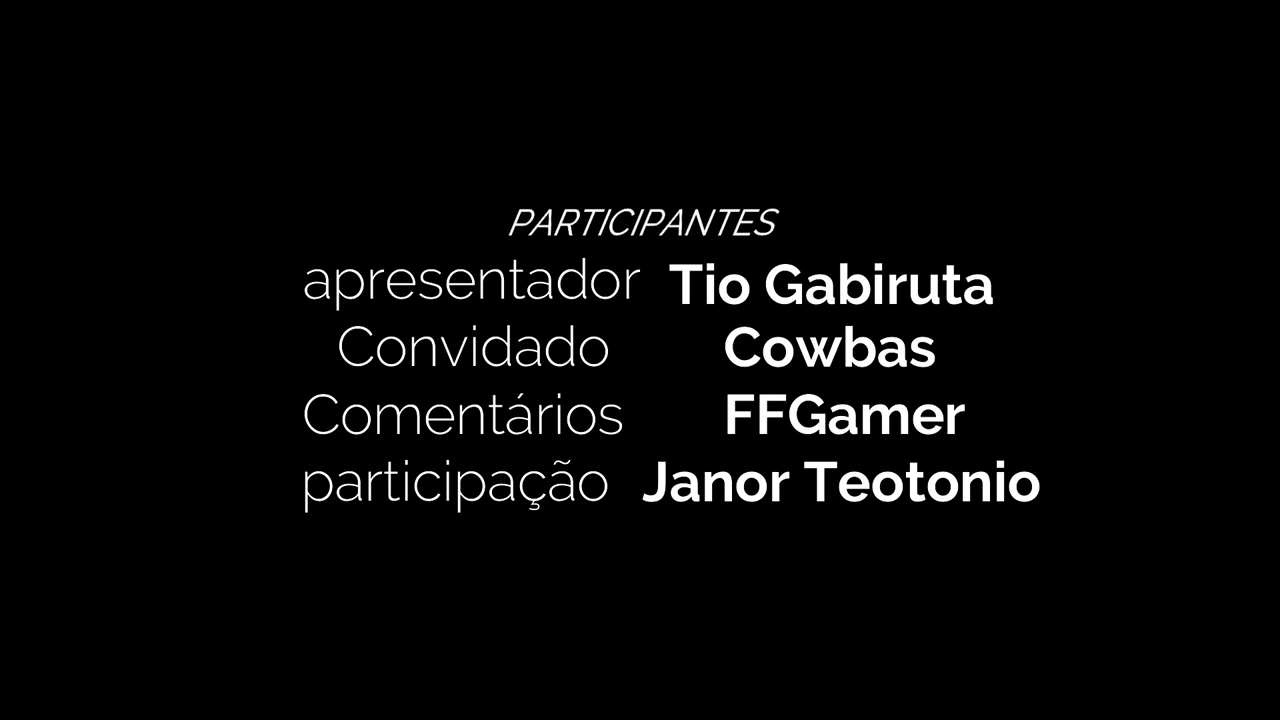 PARTICIPANTES
apresentador Tio Gabiruta
Convidado Cowbas
Comentários FFGamer
participação Janor Teotonio